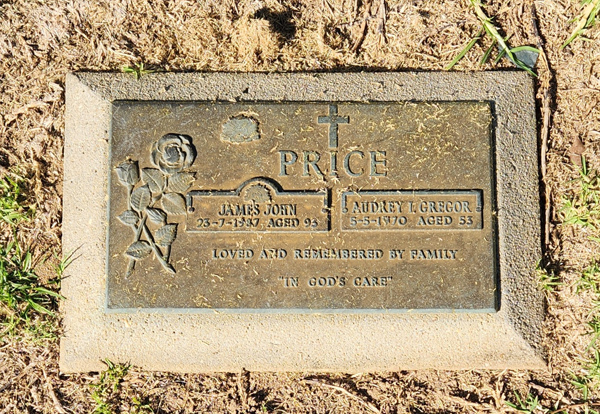 PRICE
JAMES JOHN
AUDREY I. GREGOR
23-7-1987 AGED 93
5-5-1970 AGED 53
LOVED AND REMEMBERED BY FAMILY
"IN GOD'S CARE"